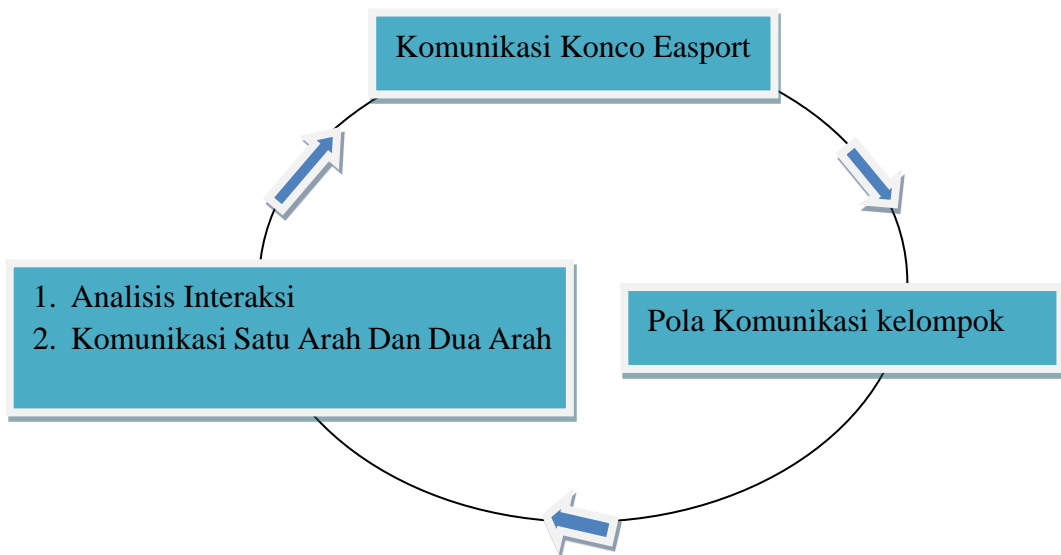 Komunikasi Konco Easport
1. Analisis Interaksi
2. Komunikasi Satu Arah Dan Dua Arah
Pola Komunikasi kelompok